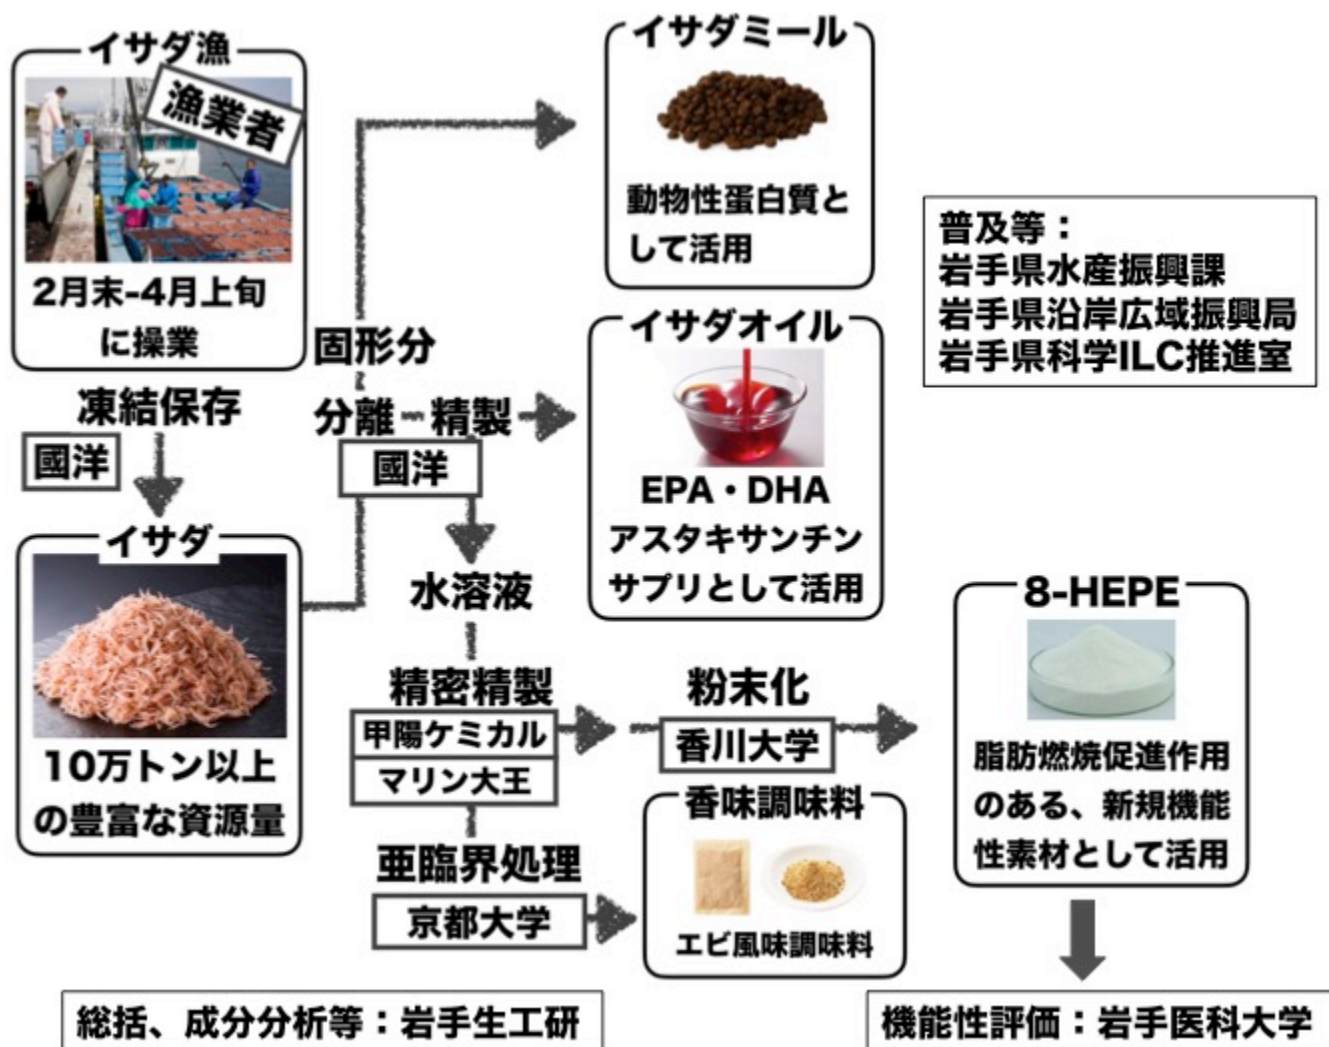 イサダ漁
漁業者
2月末-4月上旬
に操業
凍結保存
國洋
イサダ
10万トン以上
の豊富な資源量
固形分
分離
精製
國洋
水溶液
精密精製
甲陽ケミカル
マリン大王
亜臨界処理
京都大学
イサダミール
動物性蛋白質と
して活用
イサダオイル
EPA・DHA
アスタキサンチン
サプリとして活用
粉末化
香川大学
香味調味料
エビ風味調味料
普及等：
岩手県水産振興課
岩手県沿岸広域振興局
岩手県科学ILC推進室
8-HEPE
脂肪燃焼促進作用
のある、新規機能
性素材として活用
総括、成分分析等：岩手生工研
機能性評価：岩手医科大学